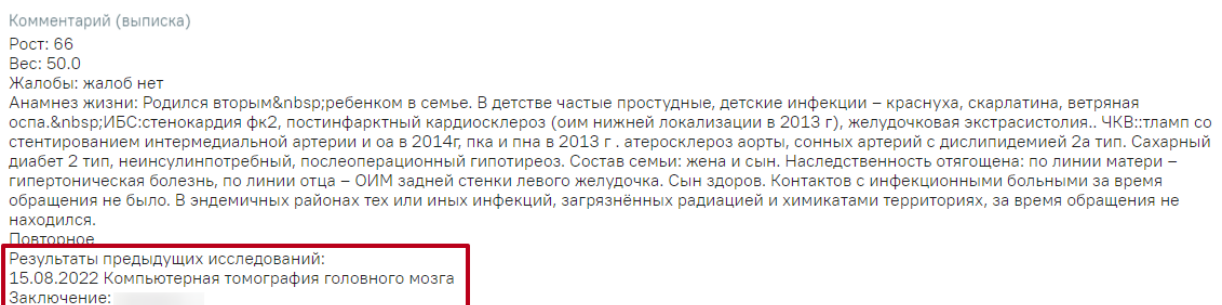 Комментарий (выписка)
Рост: 66
Вес: 50.0
Жалобы: жалоб нет
Анамнез жизни: Родился вторым&nbsp;ребенком в семье. В детстве частые простудные, детские инфекции – краснуха, скарлатина, ветряная
оспа.&nbsp;ИБС:стенокардия фк2, постинфарктный кардиосклероз (оим нижней локализации в 2013 г), желудочковая экстрасистолия.. ЧКВ::тламп со
стентированием интермедиальной артерии и оа в 2014г, пка и пна в 2013 г . атеросклероз аорты, сонных артерий с дислипидемией 2а тип. Сахарный
диабет 2 тип, неинсулинпотребный, послеоперационный гипотиреоз. Состав семьи: жена и сын. Наследственность отягощена: по линии матери –
гипертоническая болезнь, по линии отца – ОИМ задней стенки левого желудочка. Сын здоров. Контактов с инфекционными больными за время
обращения не было. В эндемичных районах тех или иных инфекций, загрязнённых радиацией и химикатами территориях, за время обращения не
находился.
Повторное
Результаты предыдущих исследований:
15.08.2022 Компьютерная томография головного мозга
Заключение: